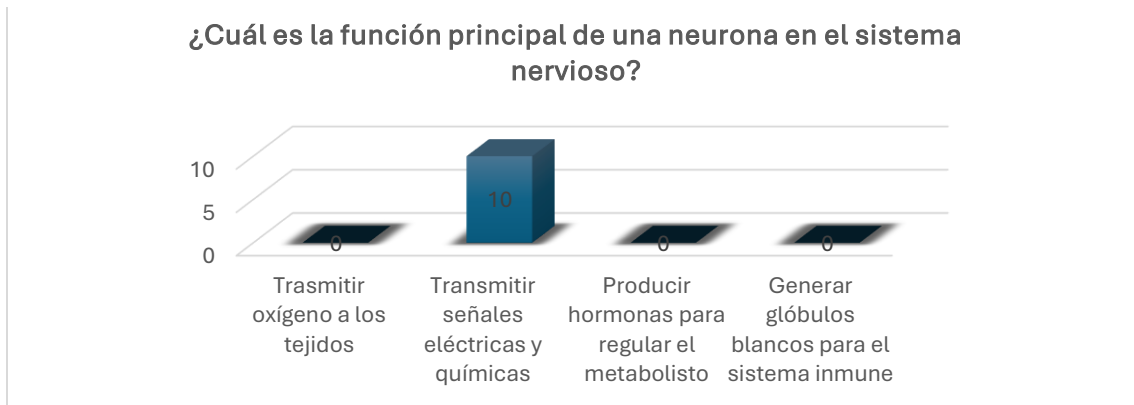 ¿Cuál es la función principal de una neurona en el sistema
nervioso?
10
5
0
0
10
0
0
Trasmitir
oxígeno a los
tejidos
Transmitir
señales
eléctricas y
químicas
Producir
hormonas para
regular el
metabolisto
Generar
glóbulos
blancos para el
sistema inmune